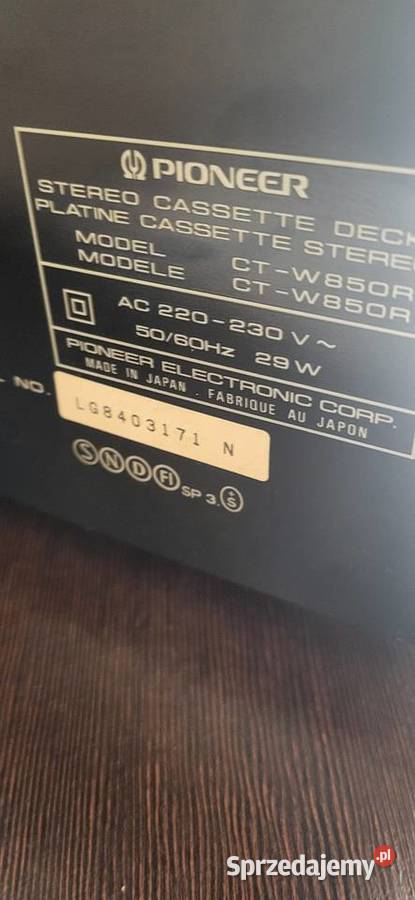 PIONEER
STEREO CASSETTE DECK
PLATINE CASSETTE STEREO
MODEL CT-W850R
MODELE CT-W850R
AC 220-230 V ~
50/60Hz 29 W
PIONEER ELECTRONIC CORP.
MADE IN JAPAN . FABRIQUE AU JAPON
NO. LG8403171 N
S N D FI SP 3. +S
Sprzedajemy.pl